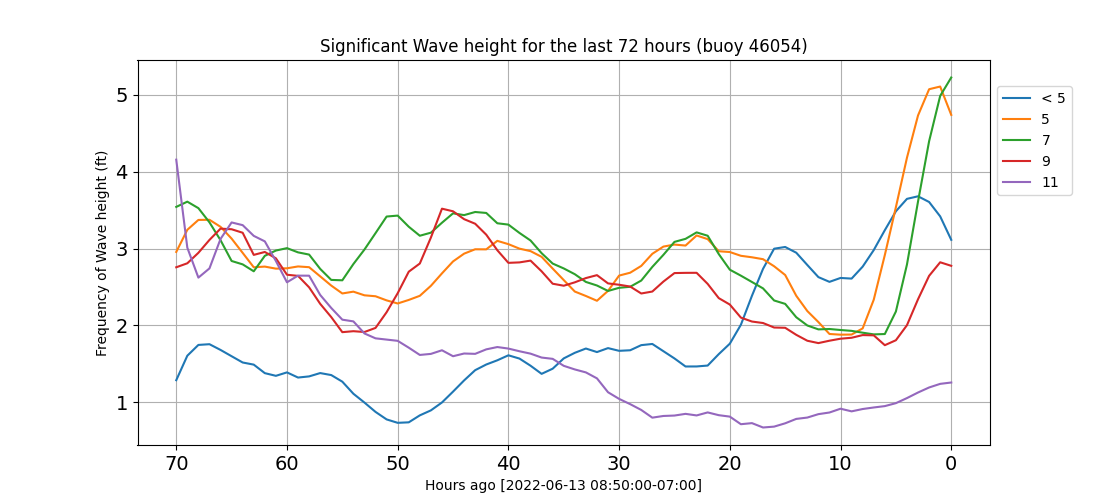 Significant Wave height for the last 72 hours (buoy 46054)
Frequency of Wave height (ft)
5
4
3
2
1
70 60 50 40 30 20 10 0
Hours ago [2022-06-13 08:50:00-07:00]
< 5
5
7
9
11